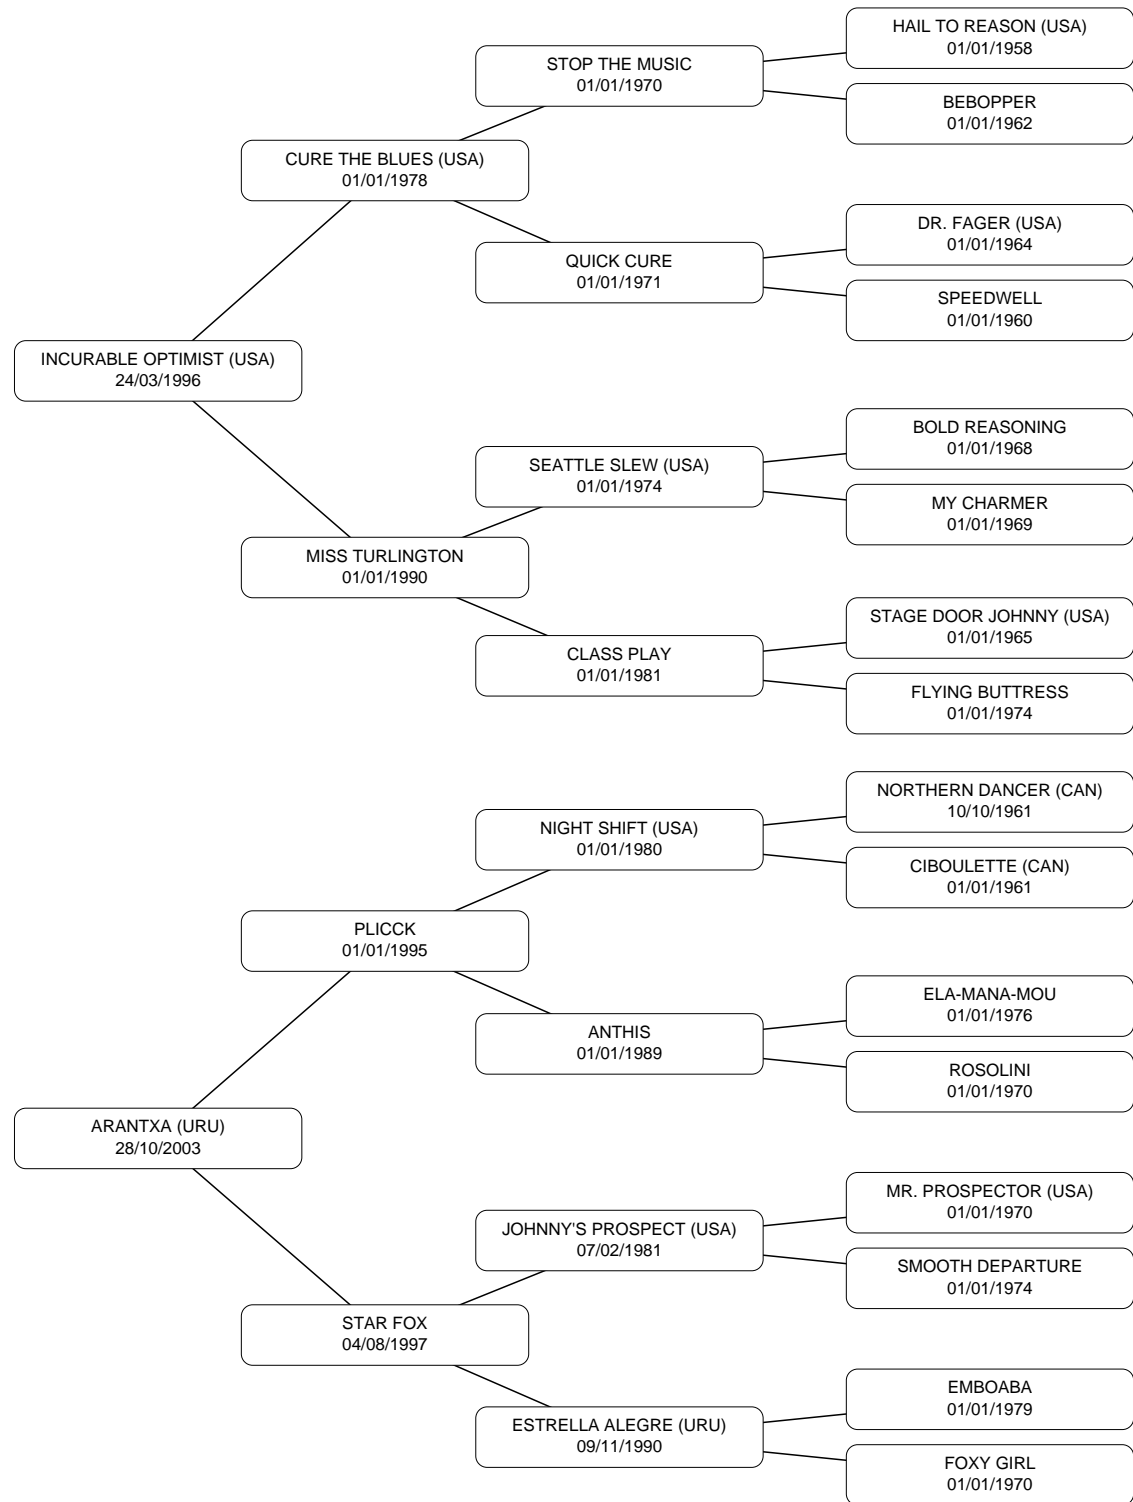 HAIL TO REASON (USA)
01/01/1958
STOP THE MUSIC
01/01/1970
BEBOPPER
01/01/1962
CURE THE BLUES (USA)
01/01/1978
DR. FAGER (USA)
01/01/1964
QUICK CURE
01/01/1971
SPEEDWELL
01/01/1960
INCURABLE OPTIMIST (USA)
24/03/1996
BOLD REASONING
01/01/1968
SEATTLE SLEW (USA)
01/01/1974
MY CHARMER
01/01/1969
MISS TURLINGTON
01/01/1990
STAGE DOOR JOHNNY (USA)
01/01/1965
CLASS PLAY
01/01/1981
FLYING BUTTRESS
01/01/1974
NORTHERN DANCER (CAN)
10/10/1961
NIGHT SHIFT (USA)
01/01/1980
CIBOULETTE (CAN)
01/01/1961
PLICCK
01/01/1995
ELA-MANA-MOU
01/01/1976
ANTHIS
01/01/1989
ROSOLINI
01/01/1970
ARANTXA (URU)
28/10/2003
MR. PROSPECTOR (USA)
01/01/1970
JOHNNY'S PROSPECT (USA)
07/02/1981
SMOOTH DEPARTURE
01/01/1974
STAR FOX
04/08/1997
EMBOABA
01/01/1979
ESTRELLA ALEGRE (URU)
09/11/1990
FOXY GIRL
01/01/1970